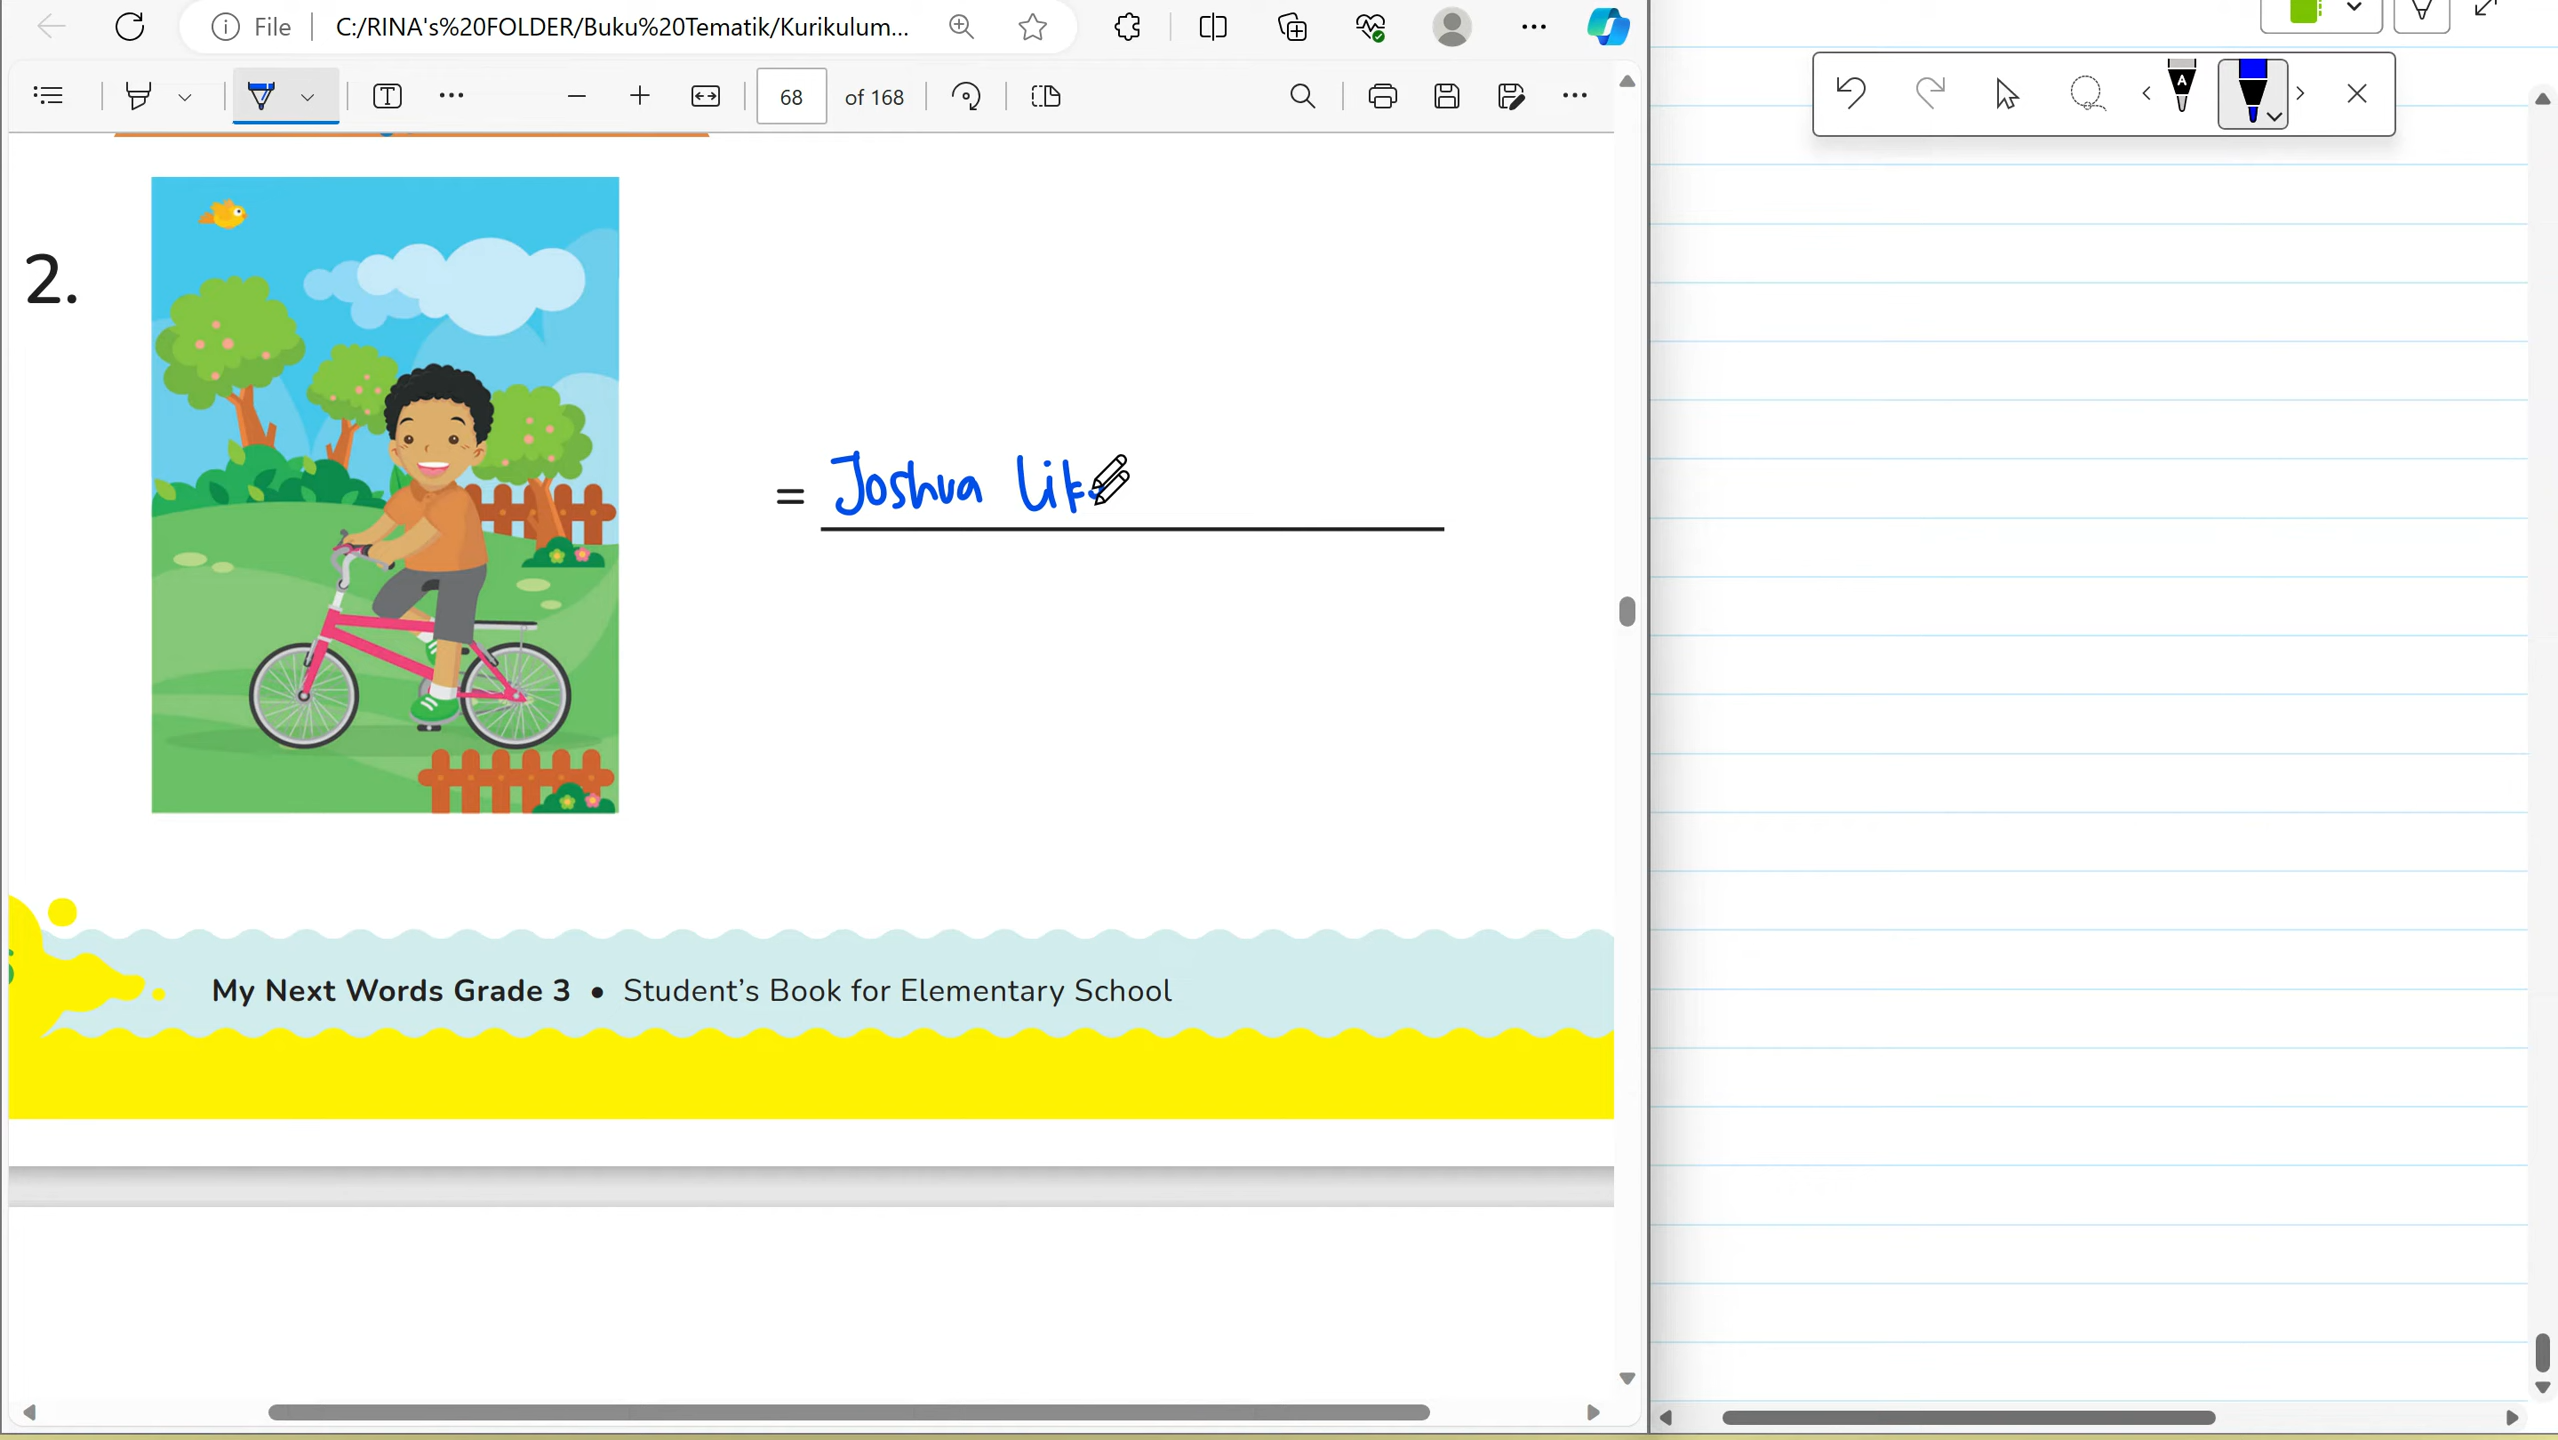 File C:/RINA's%20FOLDER/Buku%20Tematik/Kurikulum...
68 of 168
2.
= Joshua Like
My Next Words Grade 3 • Student's Book for Elementary School